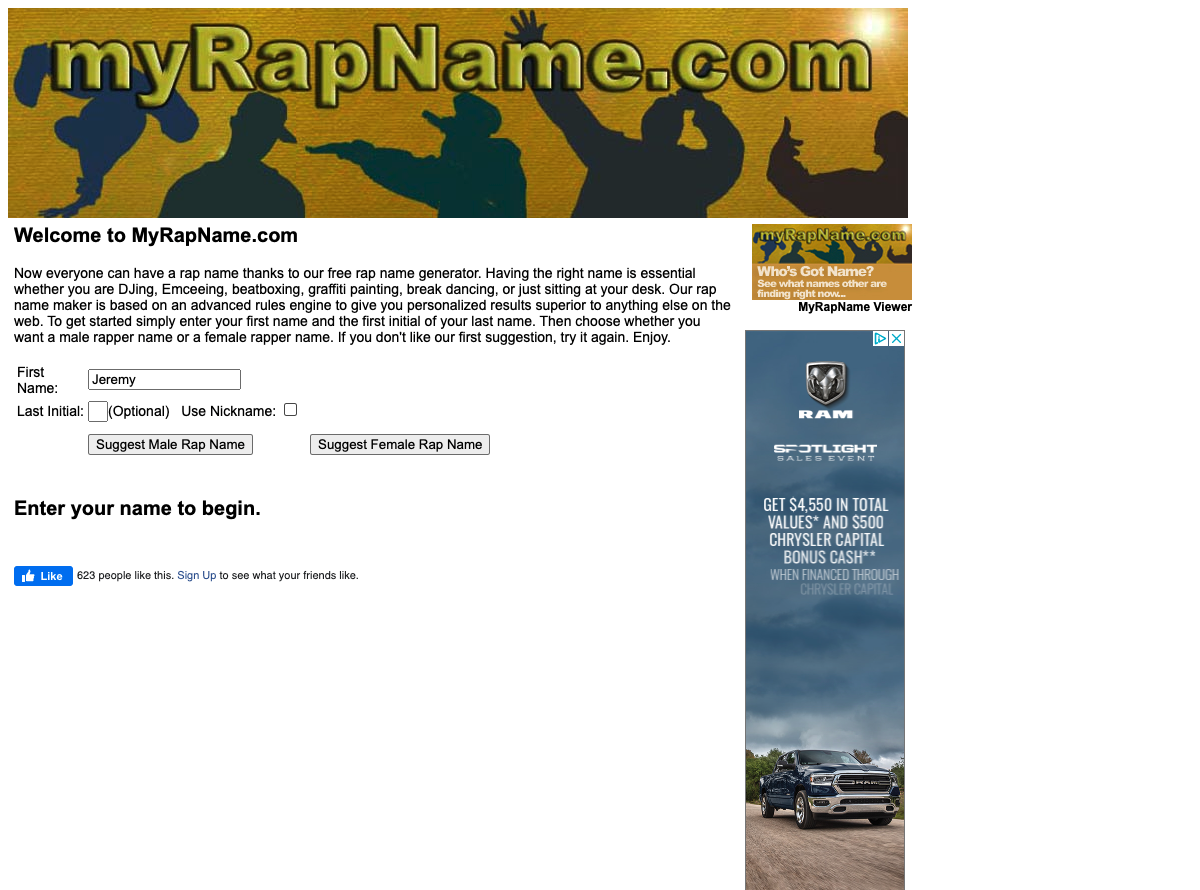 myRapName.com
Welcome to MyRapName.com
Now everyone can have a rap name thanks to our free rap name generator. Having the right name is essential
whether you are DJing, Emceeing, beatboxing, graffiti painting, break dancing, or just sitting at your desk. Our rap
name maker is based on an advanced rules engine to give you personalized results superior to anything else on the
web. To get started simply enter your first name and the first initial of your last name. Then choose whether you
want a male rapper name or a female rapper name. If you don't like our first suggestion, try it again. Enjoy.
First
Name:
Jeremy
Last Initial: (Optional) Use Nickname:
Suggest Male Rap Name Suggest Female Rap Name
Enter your name to begin.
Like 623 people like this. Sign Up to see what your friends like.
myRapName.com
Who's Got Name?
See what names other are
finding right now...
MyRapName Viewer
RAM
SPOTLIGHT
SALES EVENT
GET $4,550 IN TOTAL
VALUES* AND $500
CHRYSLER CAPITAL
BONUS CASH**
WHEN FINANCED THROUGH
CHRYSLER CAPITAL
RAM